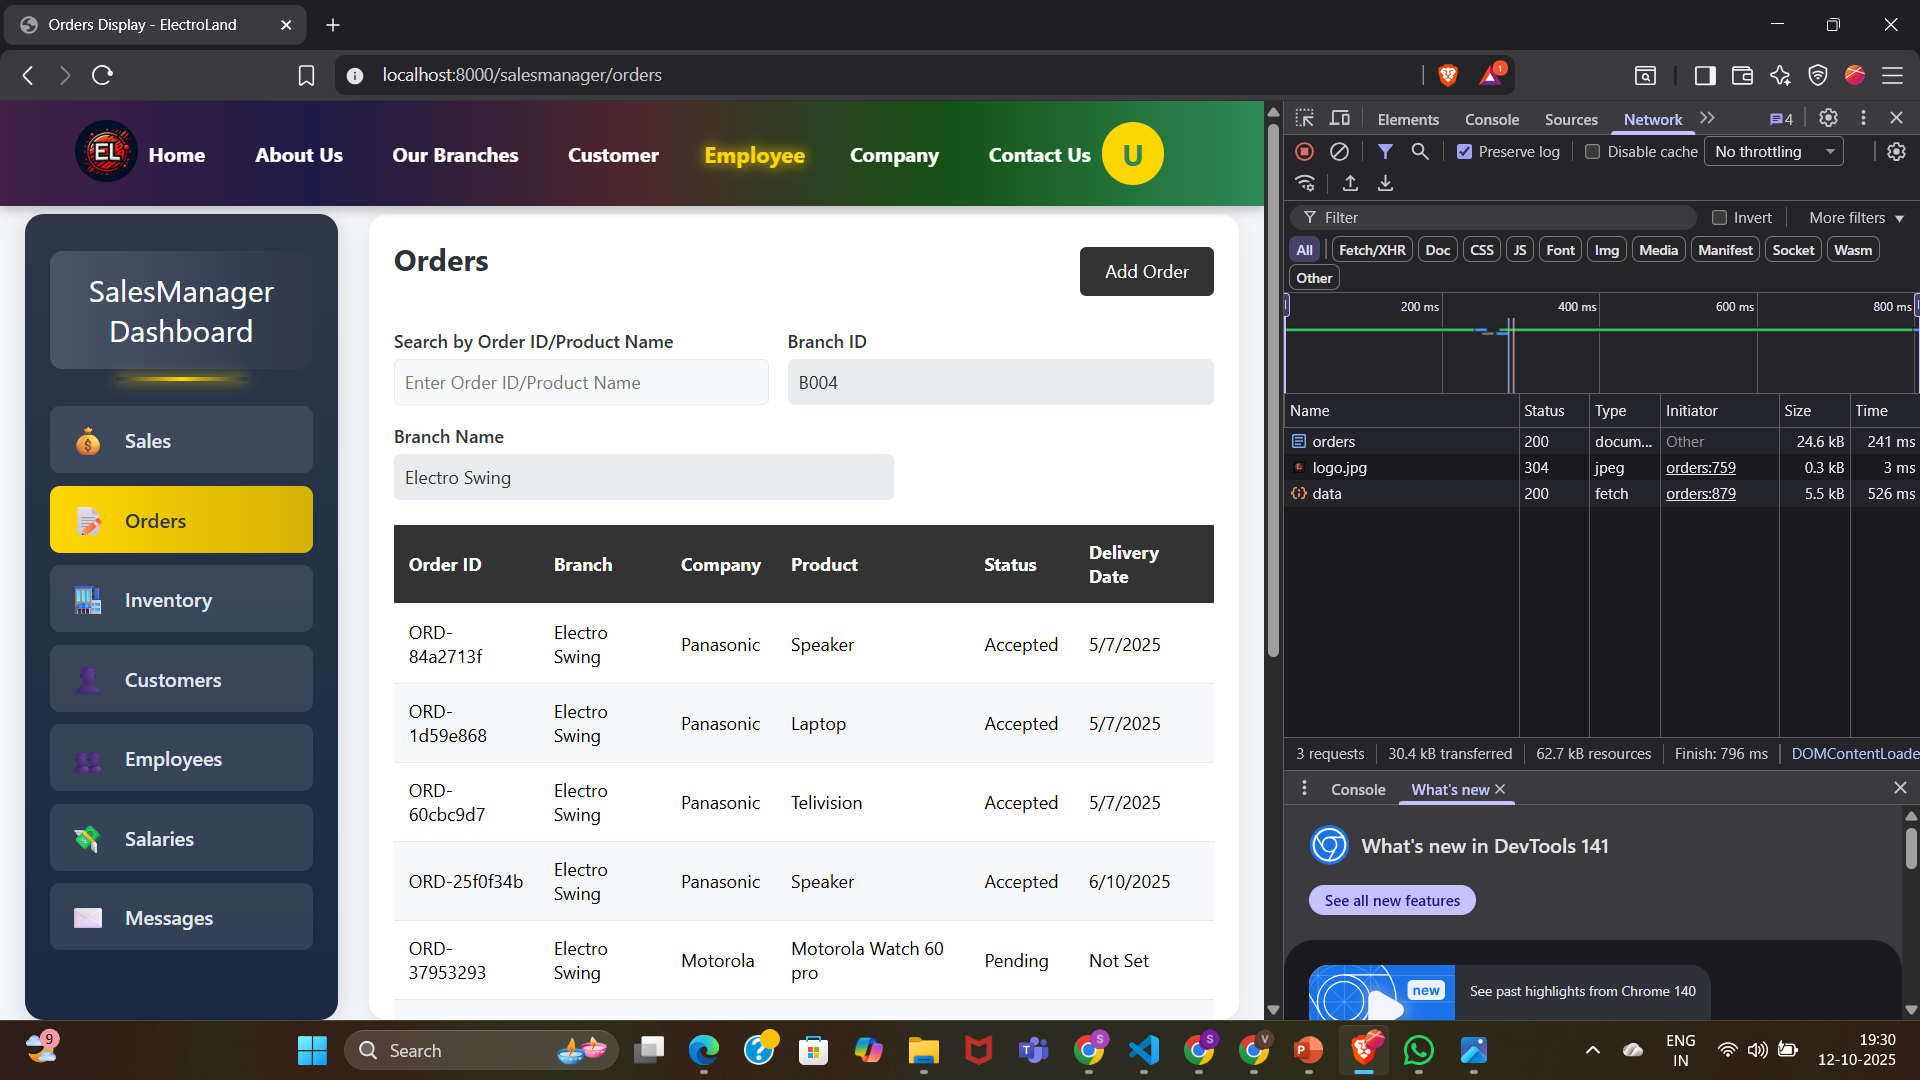 Orders Display - ElectroLand
localhost:8000/salesmanager/orders
1
EL
Home
About Us
Our Branches
Customer
Employee
Company
Contact Us
U
SalesManager
Dashboard
Sales
Orders
Inventory
Customers
Employees
Salaries
Messages
Orders
Add Order
Search by Order ID/Product Name
Branch ID
Enter Order ID/Product Name
B004
Branch Name
Electro Swing
Order ID Branch Company Product Status Delivery
Date
ORD-
84a2713f
Electro
Swing
Panasonic Speaker Accepted 5/7/2025
ORD-
1d59e868
Electro
Swing
Panasonic Laptop Accepted 5/7/2025
ORD-
60cbc9d7
Electro
Swing
Panasonic Telivision Accepted 5/7/2025
ORD-25f0f34b
Electro
Swing
Panasonic Speaker Accepted 6/10/2025
ORD-
37953293
Electro
Swing
Motorola
Motorola Watch 60
pro
Pending Not Set
Elements Console Sources Network 4
Preserve log Disable cache No throttling
Filter Invert More filters
All Fetch/XHR Doc CSS JS Font Img Media Manifest Socket Wasm
Other
200 ms 400 ms 600 ms 800 ms
Name Status Type Initiator Size Time
orders 200 docum... Other 24.6 kB 241 ms
logo.jpg 304 jpeg orders:759 0.3 kB 3 ms
data 200 fetch orders:879 5.5 kB 526 ms
3 requests 30.4 kB transferred 62.7 kB resources Finish: 796 ms DOMContentLoade
Console What's new
What's new in DevTools 141
See all new features
new
See past highlights from Chrome 140
9
Search
S
S
V
ENG
IN
19:30
12-10-2025